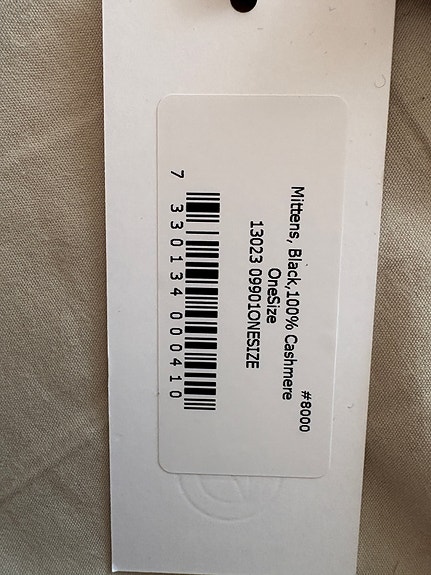 #8000
Mittens, Black,100% Cashmere
OneSize
13023 09901ONESIZE
7 330134 000410